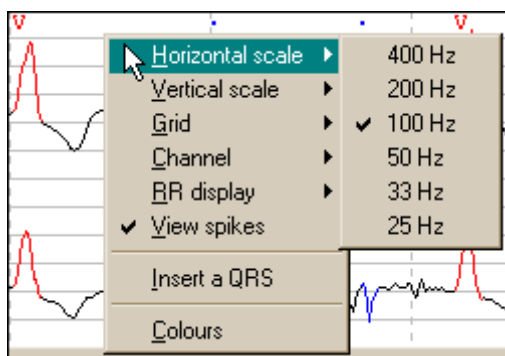 V V
Horizontal scale
Vertical scale
Grid
Channel
RR display
View spikes
Insert a QRS
Colours
400 Hz
200 Hz
100 Hz
50 Hz
33 Hz
25 Hz